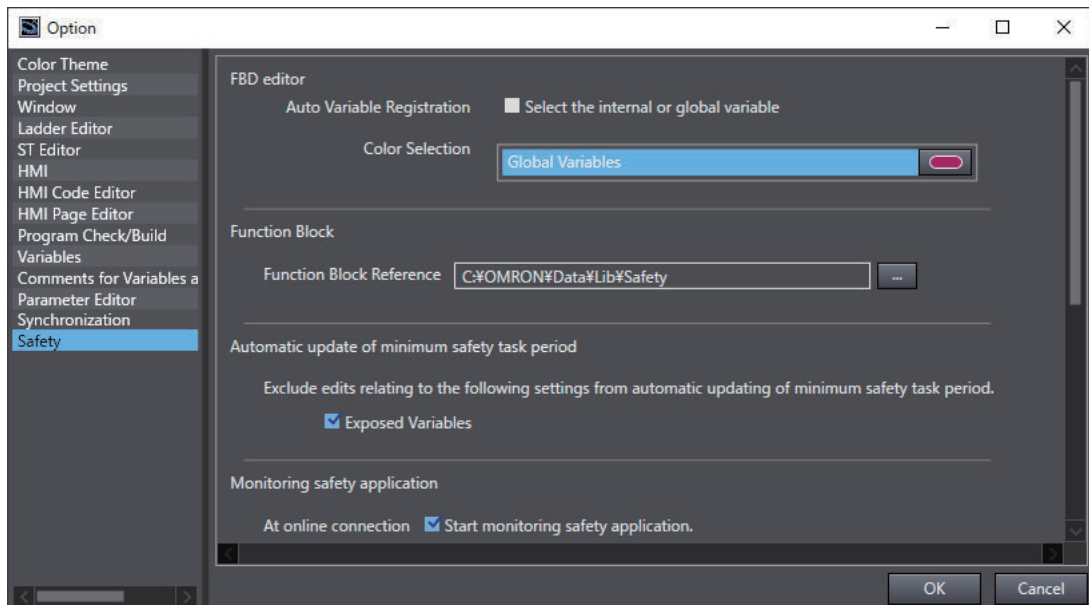 Option
Color Theme
Project Settings
Window
Ladder Editor
ST Editor
HMI
HMI Code Editor
HMI Page Editor
Program Check/Build
Variables
Comments for Variables a
Parameter Editor
Synchronization
Safety
FBD editor
Auto Variable Registration Select the internal or global variable
Color Selection Global Variables
Function Block
Function Block Reference C:¥OMRON¥Data¥Lib¥Safety ...
Automatic update of minimum safety task period
Exclude edits relating to the following settings from automatic updating of minimum safety task period.
Exposed Variables
Monitoring safety application
At online connection Start monitoring safety application.
OK Cancel